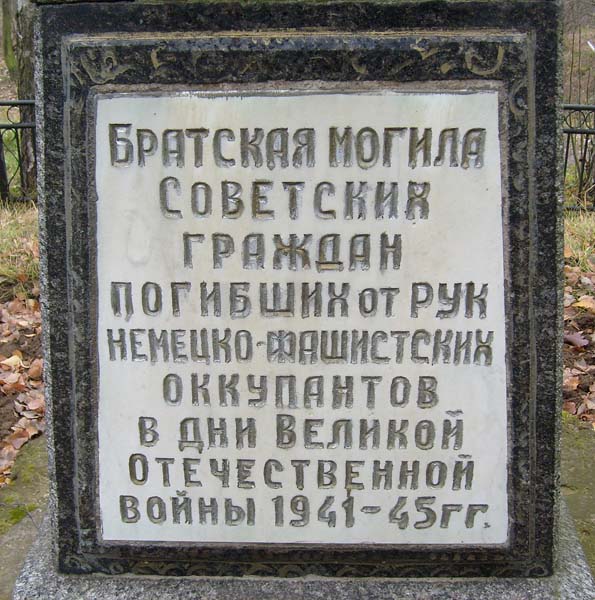 Братская могила
Советских
граждан
погибших от рук
немецко-фашистских
оккупантов
в дни Великой
Отечественной
войны 1941-45гг.